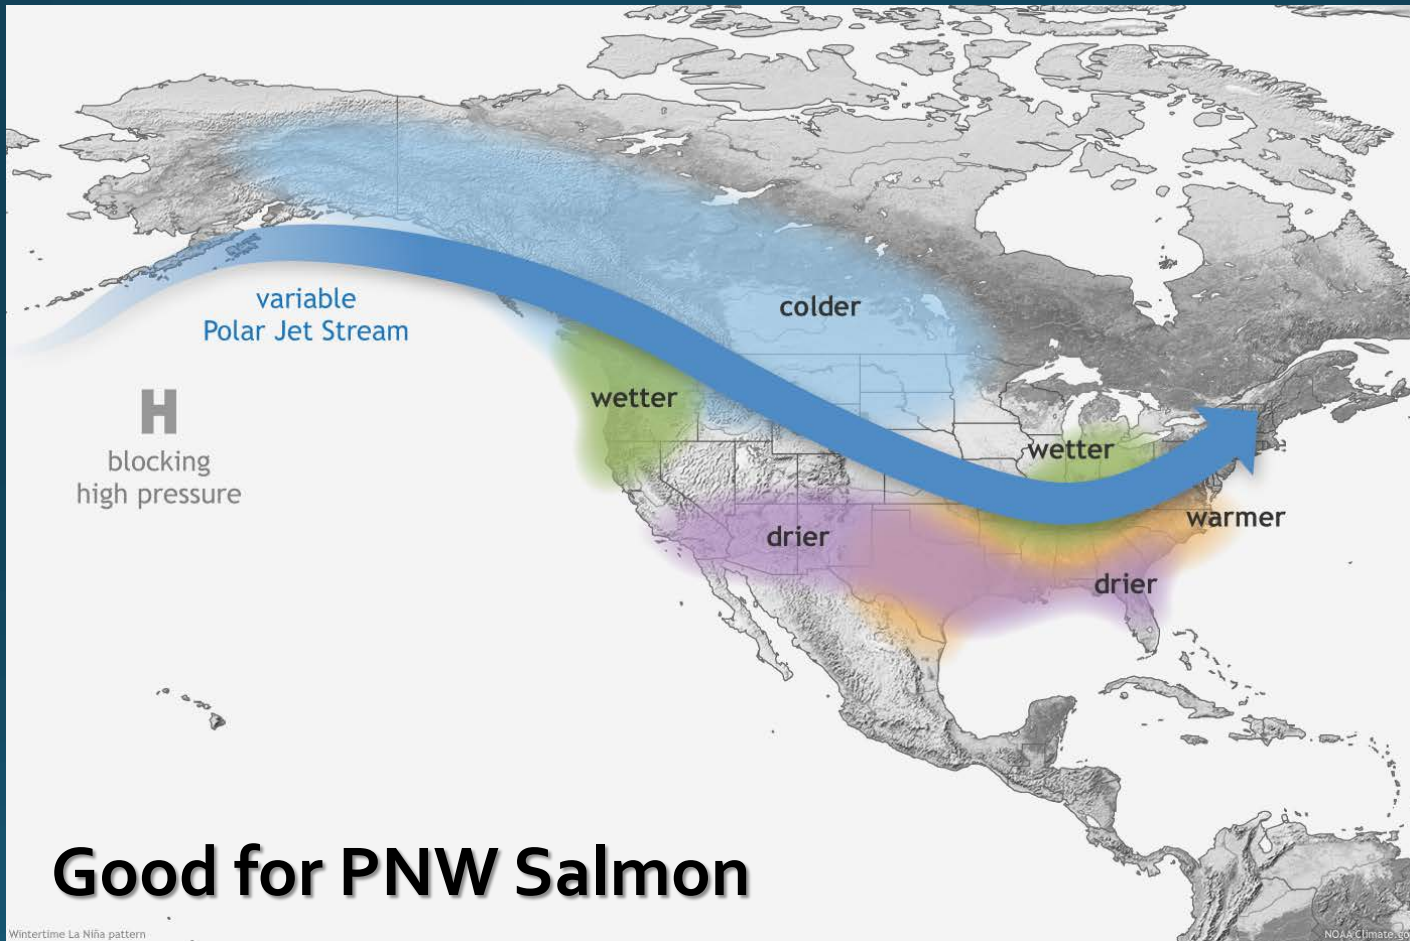 colder
variable
Polar Jet Stream
wetter
H
blocking
high pressure
wetter
warmer
drier
drier
Good for PNW Salmon
Wintertime La Niña pattern
NOAA Climate.go